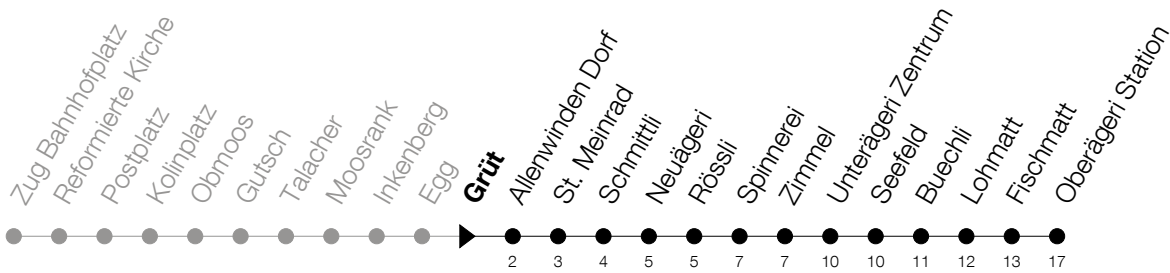 Zug Bahnhofplatz
Reformierte Kirche
Postplatz
Kolinplatz
Obmoos
Gutsch
Talacher
Moosrank
Inkenberg
Egg
Grüt
Allenwinden Dorf
St. Meinrad
Schmittli
Neuägeri
Rössli
Spinnerei
Zimmel
Unterägeri Zentrum
Seefeld
Buechli
Lohmatt
Fischmatt
Oberägeri Station
2 3 4 5 5 7 7 10 10 11 12 13 17